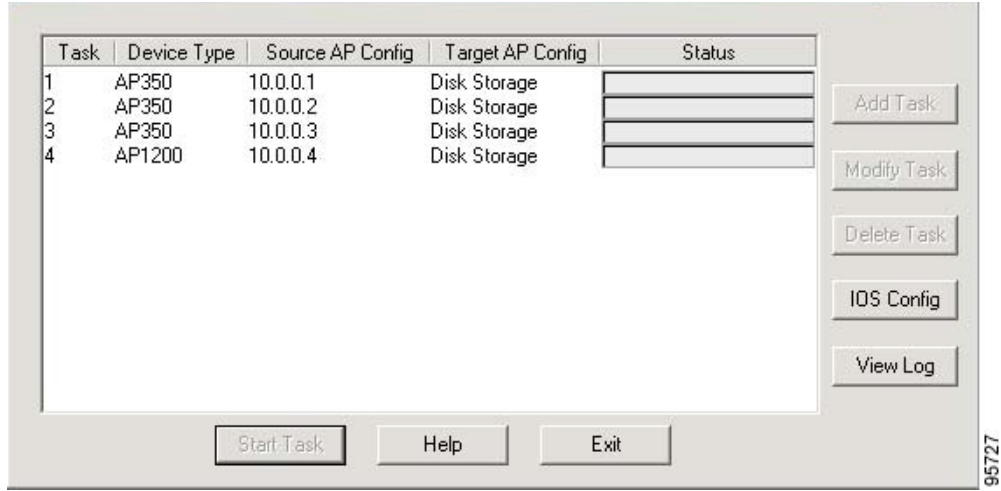 Task Device Type Source AP Config Target AP Config Status
1 AP350 10.0.0.1 Disk Storage
2 AP350 10.0.0.2 Disk Storage
3 AP350 10.0.0.3 Disk Storage
4 AP1200 10.0.0.4 Disk Storage
Add Task
Modify Task
Delete Task
IOS Config
View Log
Start Task Help Exit
95727